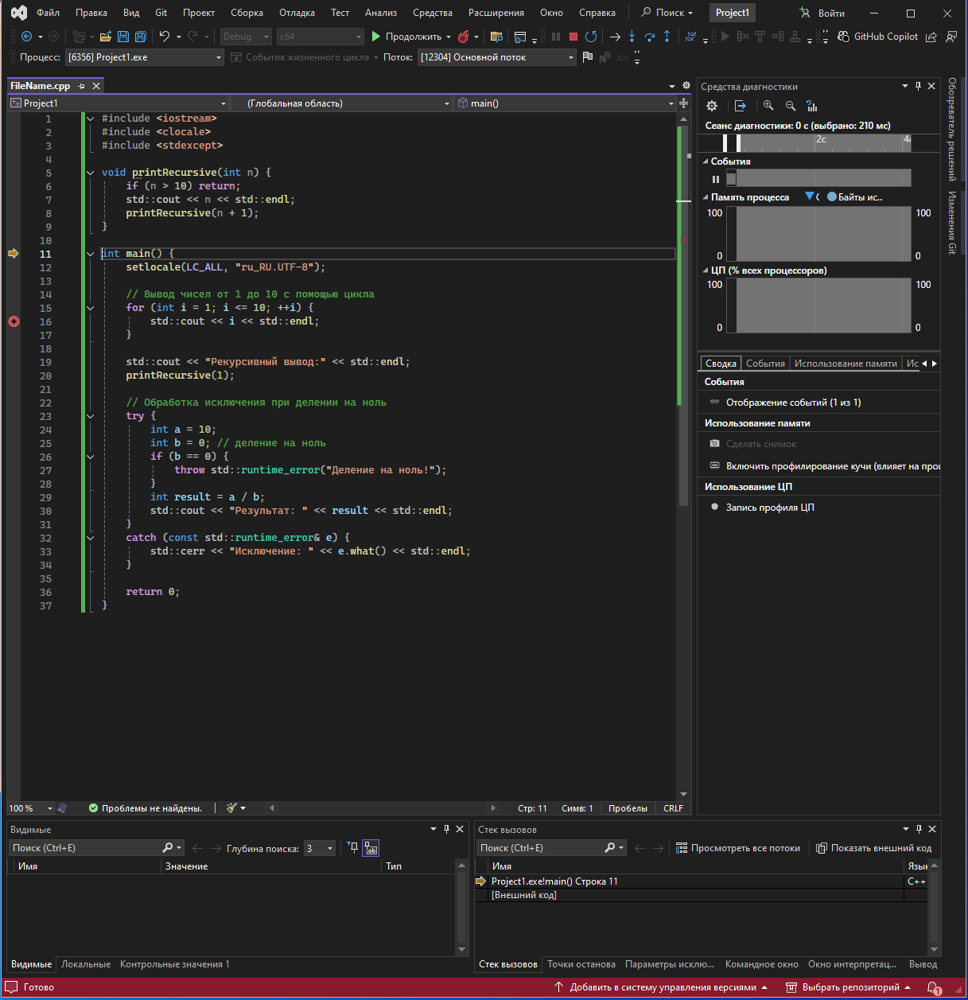 Файл Правка Вид Git Проект Сборка Отладка Тест Анализ Средства Расширения Окно Справка Поиск Project1 Войти
Debug x64 Продолжить GitHub Copilot
Процесс: [6356] Project1.exe События жизненного цикла Поток: [12304] Основной поток
FileName.cpp
Project1 (Глобальная область) main()
1 #include <iostream>
2 #include <clocale>
3 #include <stdexcept>
4
5 void printRecursive(int n) {
6 if (n > 10) return;
7 std::cout << n << std::endl;
8 printRecursive(n + 1);
9 }
10
11 int main() {
12 setlocale(LC_ALL, "ru_RU.UTF-8");
13
14 // Вывод чисел от 1 до 10 с помощью цикла
15 for (int i = 1; i <= 10; ++i) {
16 std::cout << i << std::endl;
17 }
18
19 std::cout << "Рекурсивный вывод:" << std::endl;
20 printRecursive(1);
21
22 // Обработка исключения при делении на ноль
23 try {
24 int a = 10;
25 int b = 0; // деление на ноль
26 if (b == 0) {
27 throw std::runtime_error("Деление на ноль!");
28 }
29 int result = a / b;
30 std::cout << "Результат: " << result << std::endl;
31 }
32 catch (const std::runtime_error& e) {
33 std::cerr << "Исключение: " << e.what() << std::endl;
34 }
35
36 return 0;
37 }
100 % Проблемы не найдены. Стр: 11 Симв: 1 Пробелы CRLF
Средства диагностики
Сеанс диагностики: 0 с (выбрано: 210 мс)
2с 4с
События
Память процесса С Байты ис...
100 100
0 0
ЦП (% всех процессоров)
100 100
0 0
Сводка События Использование памяти Ис
События
Отображение событий (1 из 1)
Использование памяти
Сделать снимок
Включить профилирование кучи (влияет на прои
Использование ЦП
Запись профиля ЦП
Обозреватель решений
Изменения Git
Видимые
Поиск (Ctrl+E) Глубина поиска: 3
Имя Значение Тип
Видимые Локальные Контрольные значения 1
Стек вызовов
Поиск (Ctrl+E) Просмотреть все потоки Показать внешний код
Имя Язык
Project1.exe!main() Строка 11 C++
[Внешний код]
Стек вызовов Точки останова Параметры исклю... Командное окно Окно интерпретац... Вывод
Готово Добавить в систему управления версиями Выбрать репозиторий 1